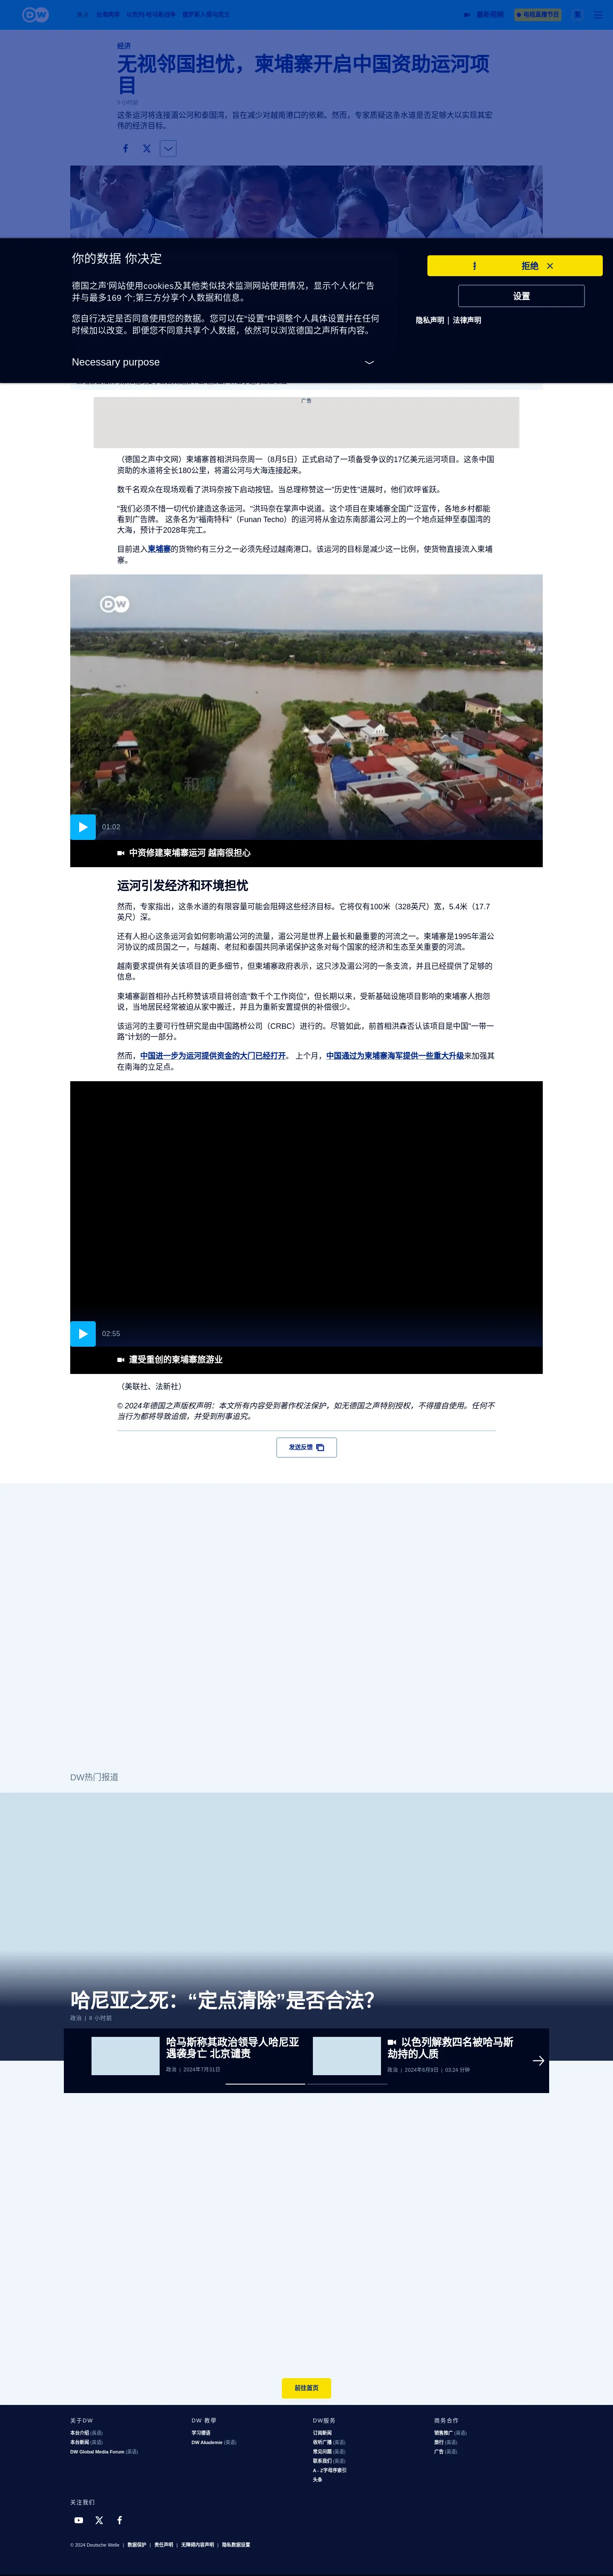 DW
最新视频
电视直播节目
经济
无视邻国担忧，柬埔寨开启中国资助运河项
目
5 小时前
这条运河将连接湄公河和泰国湾，旨在减少对越南港口的依赖。然而，专家质疑这条水道是否足够大以实现其宏
伟的经济目标。
你的数据 你决定
德国之声'网站使用cookies及其他类似技术监测网站使用情况，显示个人化广告
并与最多169 个;第三方分享个人数据和信息。
您自行决定是否同意使用您的数据。您可以在“设置”中调整个人具体设置并在任何
时候加以改变。即便您不同意共享个人数据，依然可以浏览德国之声所有内容。
Necessary purpose
拒绝
设置
隐私声明 | 法律声明
广告
（德国之声中文网）柬埔寨首相洪玛奈周一（8月5日）正式启动了一项备受争议的17亿美元运河项目。这条中国
资助的水道将全长180公里，将湄公河与大海连接起来。
数千名观众在现场观看了洪玛奈按下启动按钮。当总理称赞这一"历史性"进展时，他们欢呼雀跃。
"我们必须不惜一切代价建造这条运河。"洪玛奈在掌声中说道。这个项目在柬埔寨全国广泛宣传，各地乡村都能
看到广告牌。 这条名为"福南特科"（Funan Techo）的运河将从金边东南部湄公河上的一个地点延伸至泰国湾的
大海，预计于2028年完工。
目前进入柬埔寨的货物约有三分之一必须先经过越南港口。该运河的目标是减少这一比例，使货物直接流入柬埔
寨。
DW
01:02
中资修建柬埔寨运河 越南很担心
运河引发经济和环境担忧
然而，专家指出，这条水道的有限容量可能会阻碍这些经济目标。它将仅有100米（328英尺）宽，5.4米（17.7
英尺）深。
还有人担心这条运河会如何影响湄公河的流量，湄公河是世界上最长和最重要的河流之一。柬埔寨是1995年湄公
河协议的成员国之一，与越南、老挝和泰国共同承诺保护这条对每个国家的经济和生态至关重要的河流。
越南要求提供有关该项目的更多细节，但柬埔寨政府表示，这只涉及湄公河的一条支流，并且已经提供了足够的
信息。
柬埔寨副首相孙占托称赞该项目将创造"数千个工作岗位"，但长期以来，受新基础设施项目影响的柬埔寨人抱怨
说，当地居民经常被迫从家中搬迁，并且为重新安置提供的补偿很少。
该运河的主要可行性研究是由中国路桥公司（CRBC）进行的。尽管如此，前首相洪森否认该项目是中国"一带一
路"计划的一部分。
然而，中国进一步为运河提供资金的大门已经打开。 上个月，中国通过为柬埔寨海军提供一些重大升级来加强其
在南海的立足点。
02:55
遭受重创的柬埔寨旅游业
（美联社、法新社）
© 2024年德国之声版权声明：本文所有内容受到著作权法保护，如无德国之声特别授权，不得擅自使用。任何不
当行为都将导致追偿，并受到刑事追究。
发送反馈
DW热门报道
哈尼亚之死：“定点清除”是否合法？
政治 | 8 小时前
哈马斯称其政治领导人哈尼亚
遇袭身亡 北京谴责
政治 | 2024年7月31日
以色列解救四名被哈马斯
劫持的人质
政治 | 2024年6月9日 | 03:24 分钟
前往首页
关于DW
本台介绍 (英语)
本台新闻 (英语)
DW Global Media Forum (英语)
DW 教學
学习德语
DW Akademie (英语)
DW服务
订阅新闻
收听广播 (英语)
常见问题 (英语)
联系我们 (英语)
A - Z字母序索引
头条
商务合作
销售推广 (英语)
旅行 (英语)
广告 (英语)
关注我们
© 2024 Deutsche Welle | 数据保护 | 责任声明 | 无障碍内容声明 | 隐私数据设置